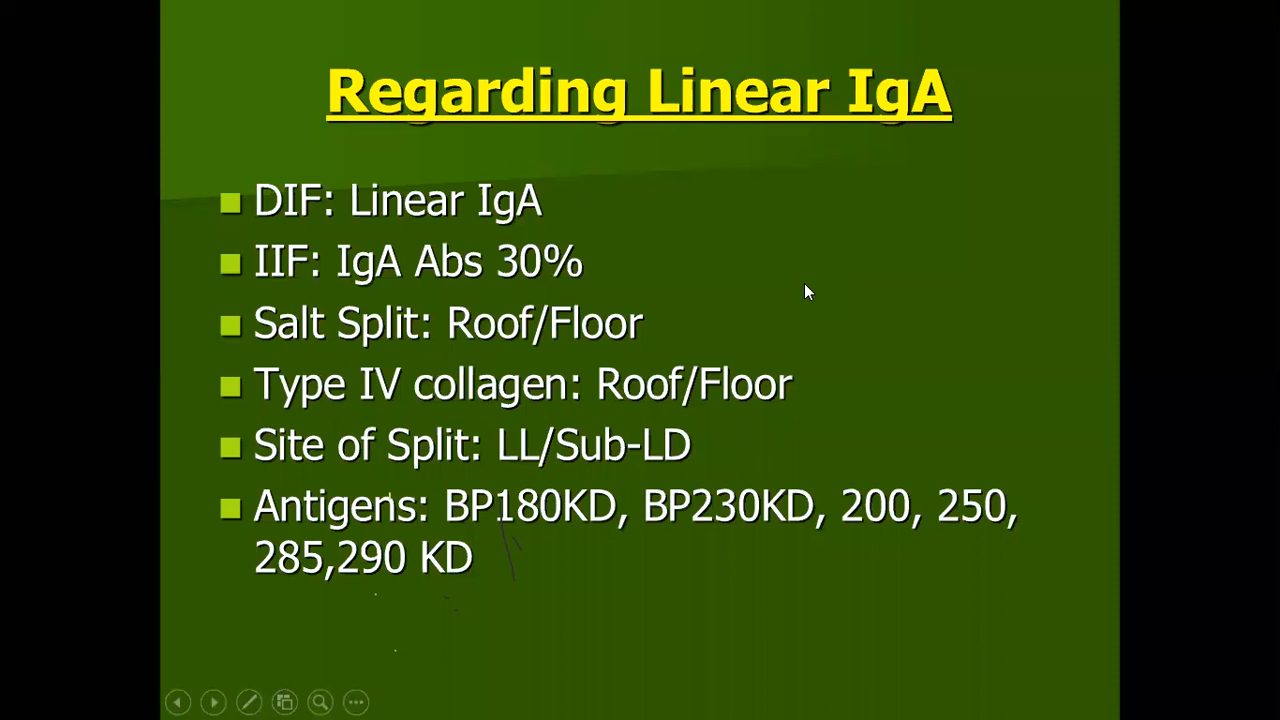 Regarding Linear IgA
DIF: Linear IgA
IIF: IgA Abs 30%
Salt Split: Roof/Floor
Type IV collagen: Roof/Floor
Site of Split: LL/Sub-LD
Antigens: BP180KD, BP230KD, 200, 250,
285,290 KD